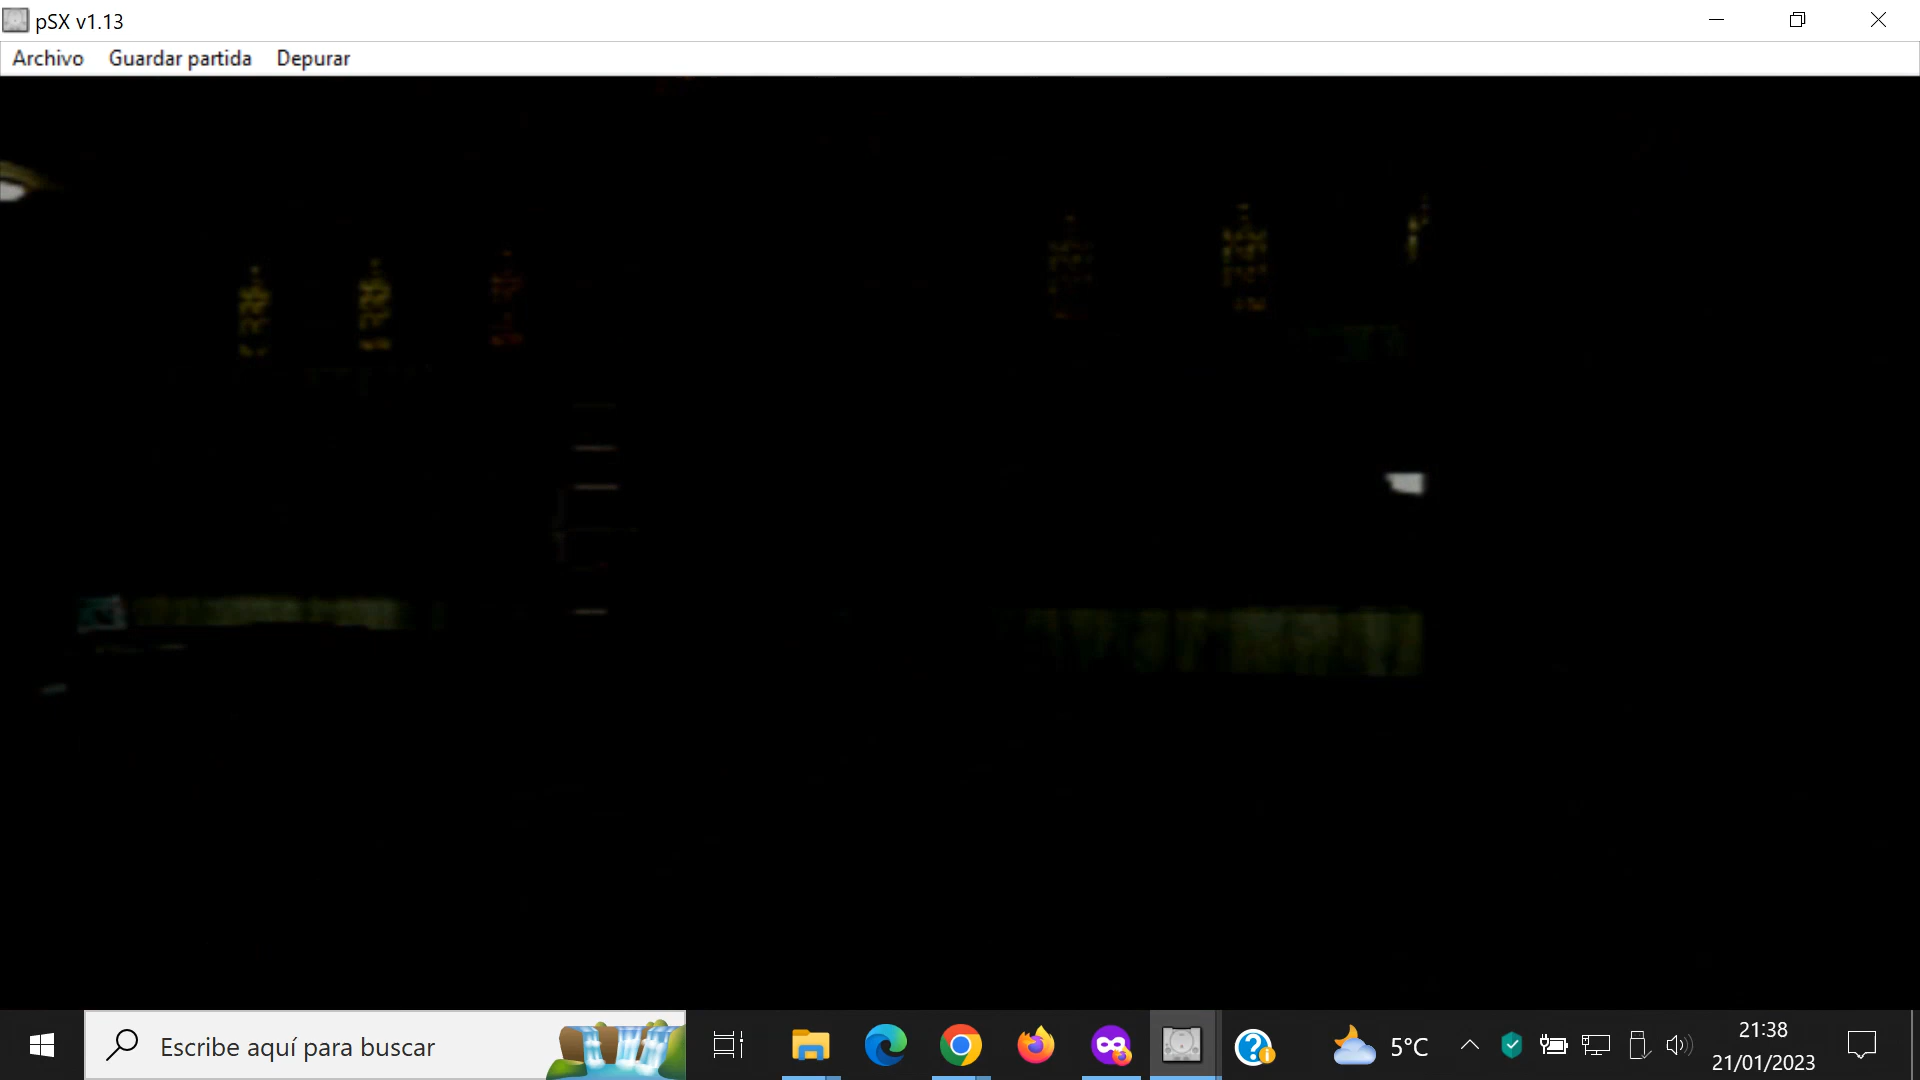 pSX v1.13
Archivo Guardar partida Depurar
Escribe aquí para buscar
5°C
21:38
21/01/2023